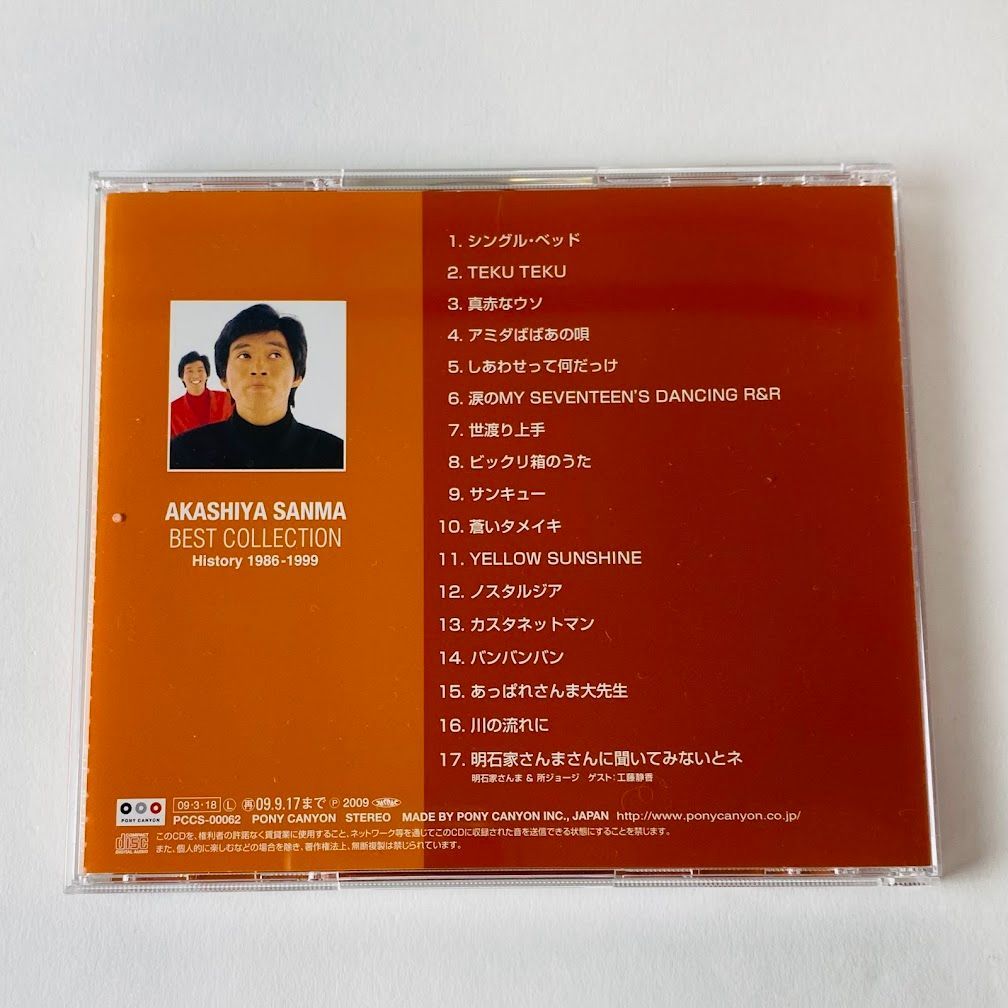 1. シングル・ベッド
2. TEKU TEKU
3. 真赤なウソ
4. アミダばばあの唄
5. しあわせって何だっけ
6. 涙のMY SEVENTEEN'S DANCING R&R
7. 世渡り上手
8. ビックリ箱のうた
9. サンキュー
10. 蒼いタメイキ
11. YELLOW SUNSHINE
12. ノスタルジア
13. カスタネットマン
14. バンバンバン
15. あっぱれさんま大先生
16. 川の流れに
17. 明石家さんまさんに聞いてみないとネ
明石家さんま & 所ジョージ ゲスト:工藤静香
AKASHIYA SANMA
BEST COLLECTION
History 1986-1999
PONY CANYON
09・3・18 Ⓛ 再09.9.17まで Ⓟ 2009 JASRAC
PCCS-00062 PONY CANYON STEREO MADE BY PONY CANYON INC., JAPAN http://www.ponycanyon.co.jp/
COMPACT
disc
DIGITAL AUDIO
このCDを、権利者の許諾なく賃貸業に使用すること、ネットワーク等を通じてこのCDに収録された音を送信できる状態にすることを禁じます。
また、個人的に楽しむなどの場合を除き、著作権法上、無断複製は禁じられています。